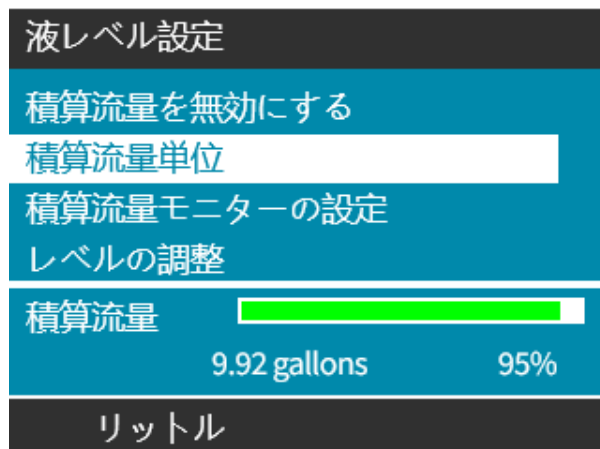 液レベル設定
積算流量を無効にする
積算流量単位
積算流量モニターの設定
レベルの調整
積算流量
9.92 gallons 95%
リットル